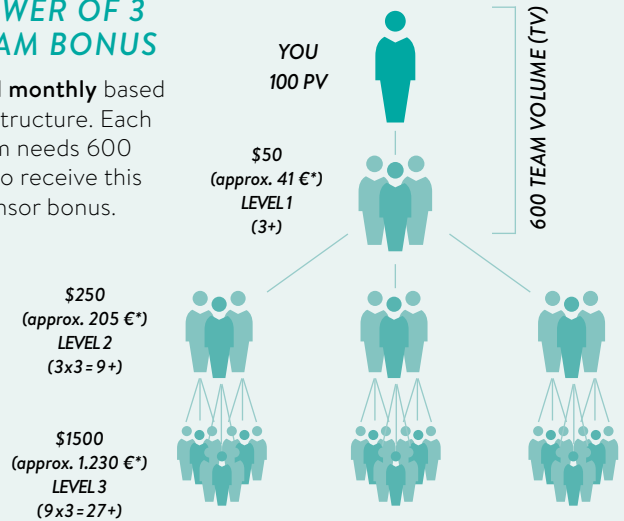 WER OF 3
AM BONUS
monthly based
tructure. Each
m needs 600
o receive this
nsor bonus.
YOU
100 PV
600 TEAM VOLUME (TV)
$50
(approx. 41 €*)
LEVEL 1
(3+)
$250
(approx. 205 €*)
LEVEL 2
(3x3=9+)
$1500
(approx. 1.230 €*)
LEVEL 3
(9x3=27+)